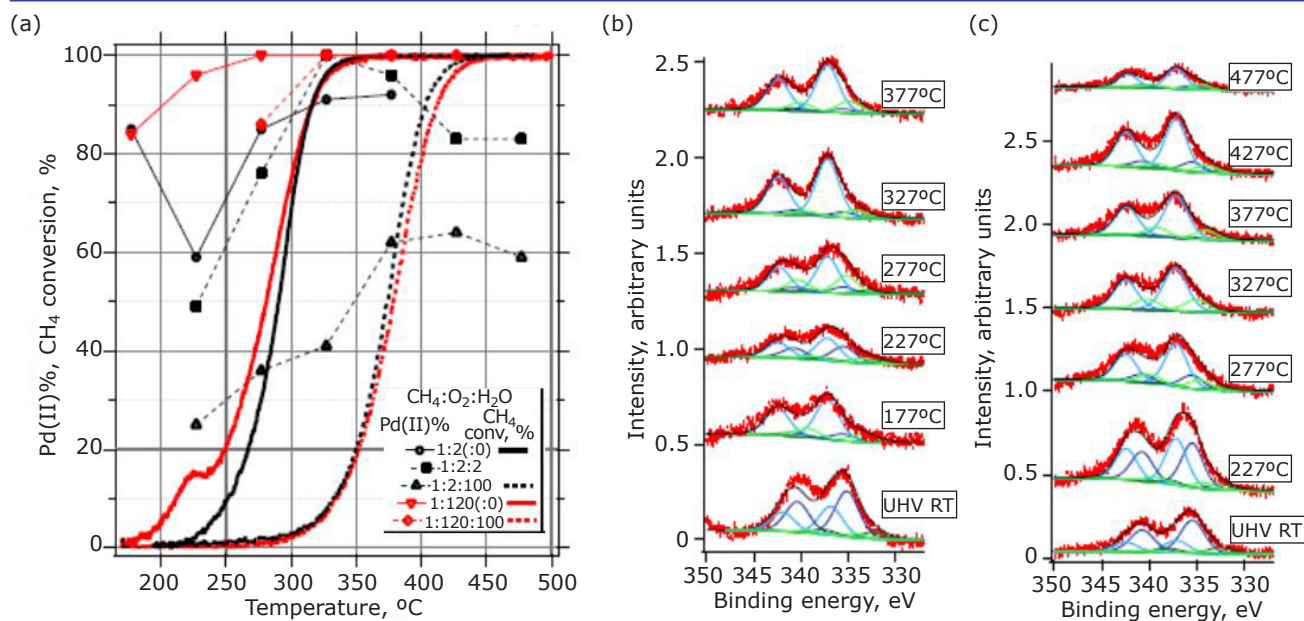 (a)
100
80
60
40
20
0
Pd(II)%, CH₄ conversion, %
200 250 300 350 400 450 500
Temperature, ºC
CH₄:O₂:H₂O
Pd(II)% CH₄ conv, %
1:2(:0)
1:2:2
1:2:100
1:120(:0)
1:120:100
(b)
2.5
2.0
1.5
1.0
0.5
0
Intensity, arbitrary units
377ºC
327ºC
277ºC
227ºC
177ºC
UHV RT
350 345 340 335 330
Binding energy, eV
(c)
2.5
2.0
1.5
1.0
0.5
0
Intensity, arbitrary units
477ºC
427ºC
377ºC
327ºC
277ºC
227ºC
UHV RT
350 345 340 335 330
Binding energy, eV